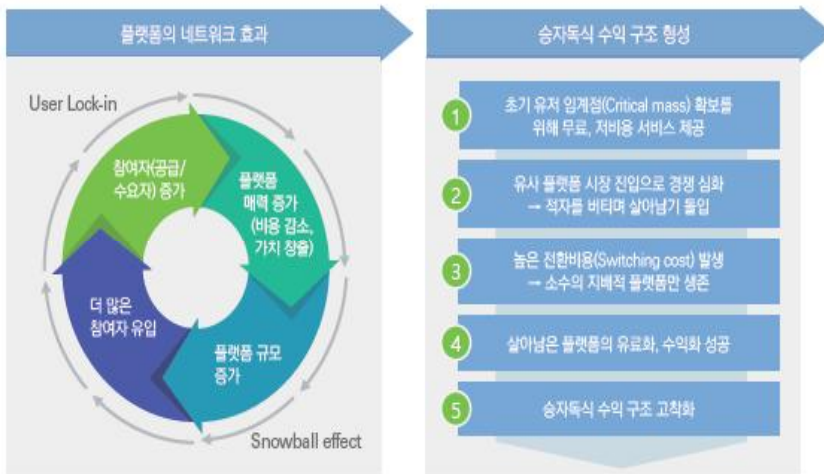 플랫폼의 네트워크 효과
User Lock-in
참여자(공급/
수요자) 증가
플랫폼
매력 증가
(비용 감소,
가치 창출)
플랫폼 규모
증가
더 많은
참여자 유입
Snowball effect
승자독식 수익 구조 형성
1
초기 유저 임계점(Critical mass) 확보를
위해 무료, 저비용 서비스 제공
2
유사 플랫폼 시장 진입으로 경쟁 심화
→ 적자를 버티며 살아남기 돌입
3
높은 전환비용(Switching cost) 발생
→ 소수의 지배적 플랫폼만 생존
4
살아남은 플랫폼의 유료화, 수익화 성공
5
승자독식 수익 구조 고착화